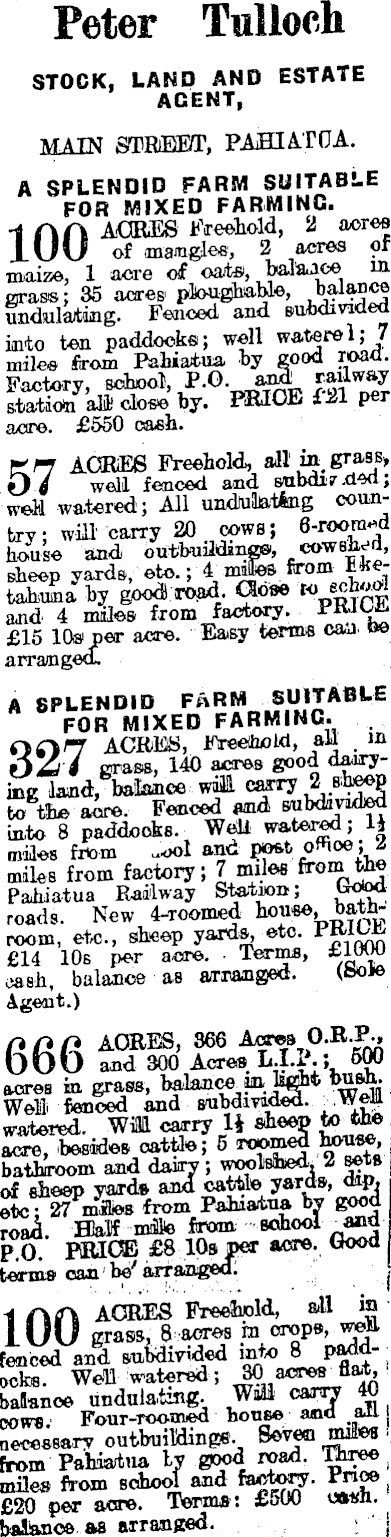 Peter Tulloch
STOCK, LAND AND ESTATE
AGENT,
MAIN STREET, PAHIATUA.
A SPLENDID FARM SUITABLE
FOR MIXED FARMING.
100 ACRES Freehold, 2 acres
of mangles, 2 acres of
maize, 1 acre of oats, balance in
grass; 35 acres ploughable, balance
undulating. Fenced and subdivided
into ten paddocks; well watered; 7
miles from Pahiatua by good road.
Factory, school, P.O. and railway
station all close by. PRICE £21 per
acre. £550 cash.
57 ACRES Freehold, all in grass,
well fenced and subdivided;
well watered; All undulating coun-
try; will carry 20 cows; 6-roomed
house and outbuildings, cowshed,
sheep yards, etc.; 4 miles from Eke-
tahuna by good road. Close to school
and 4 miles from factory. PRICE
£15 10s per acre. Easy terms can be
arranged.
A SPLENDID FARM SUITABLE
FOR MIXED FARMING.
327 ACRES, Freehold, all in
grass, 140 acres good dairy-
ing land, balance will carry 2 sheep
to the acre. Fenced and subdivided
into 8 paddocks. Well watered; 1½
miles from and post office; 2
miles from factory; 7 miles from the
Pahiatua Railway Station; Good
roads. New 4-roomed house, bath-
room, etc., sheep yards, etc. PRICE
£14 10s per acre. Terms, £1000
cash, balance as arranged. (Sole
Agent.)
666 ACRES, 366 Acres O.R.P.,
and 300 Acres L.I.P.; 500
acres in grass, balance in light bush.
Well fenced and subdivided. Well
watered. Will carry 1½ sheep to the
acre, besides cattle; 5 roomed house,
bathroom and dairy; woolshed, 2 sets
of sheep yards and cattle yards, dip,
etc; 27 miles from Pahiatua by good
road. Half mile from school and
P.O. PRICE £8 10s per acre. Good
terms can be arranged.
100 ACRES Freehold, all in
grass, 8 acres in crops, well
fenced and subdivided into 8 padd-
ocks. Well watered; 30 acres flat,
balance undulating. Will carry 40
cows. Four-roomed house and all
necessary outbuildings. Seven miles
from Pahiatua by good road. Three
miles from school and factory. Price
£20 per acre. Terms: £500 cash.
balance as arranged.